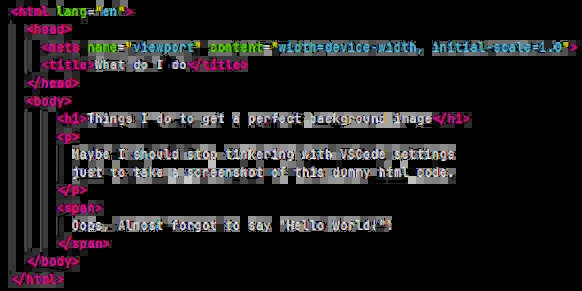 <html lang="en">
<head>
<meta name="viewport" content="width=device-width, initial-scale=1.0">
<title>What do I do</title>
</head>
<body>
<h1>Things I do to get a perfect background image</h1>
<p>
Maybe I should stop tinkering with VSCode settings
just to take a screenshot of this dummy html code.
</p>
<span>
Oops, Almost forgot to say "Hello World!"!
</span>
</body>
</html>